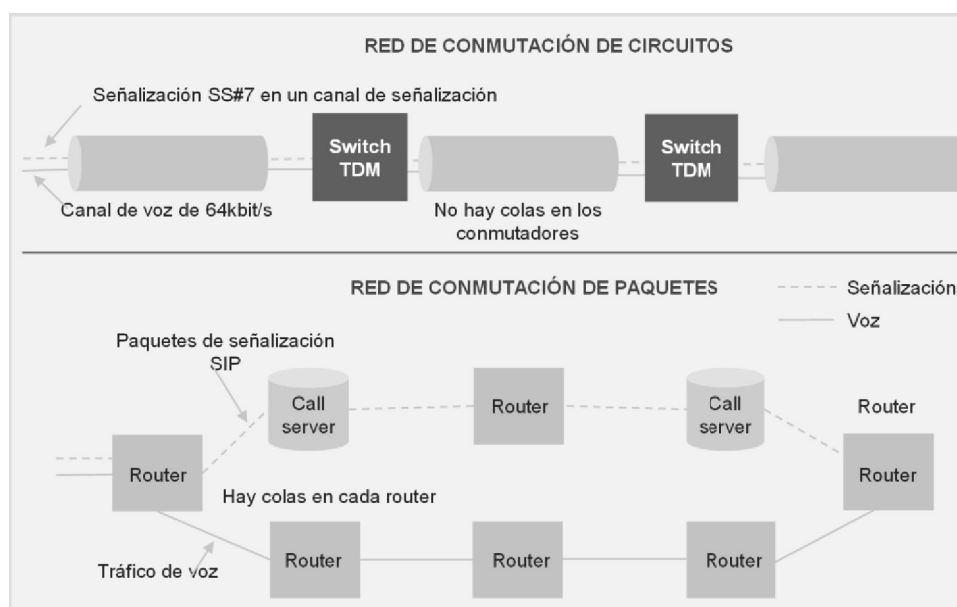 RED DE CONMUTACIÓN DE CIRCUITOS
Señalización SS#7 en un canal de señalización
Switch
TDM
Switch
TDM
Canal de voz de 64kbit/s
No hay colas en los
conmutadores
RED DE CONMUTACIÓN DE PAQUETES
Señalización
Voz
Paquetes de señalización
SIP
Call
server
Router
Call
server
Router
Router
Router
Hay colas en cada router
Router
Router
Router
Tráfico de voz